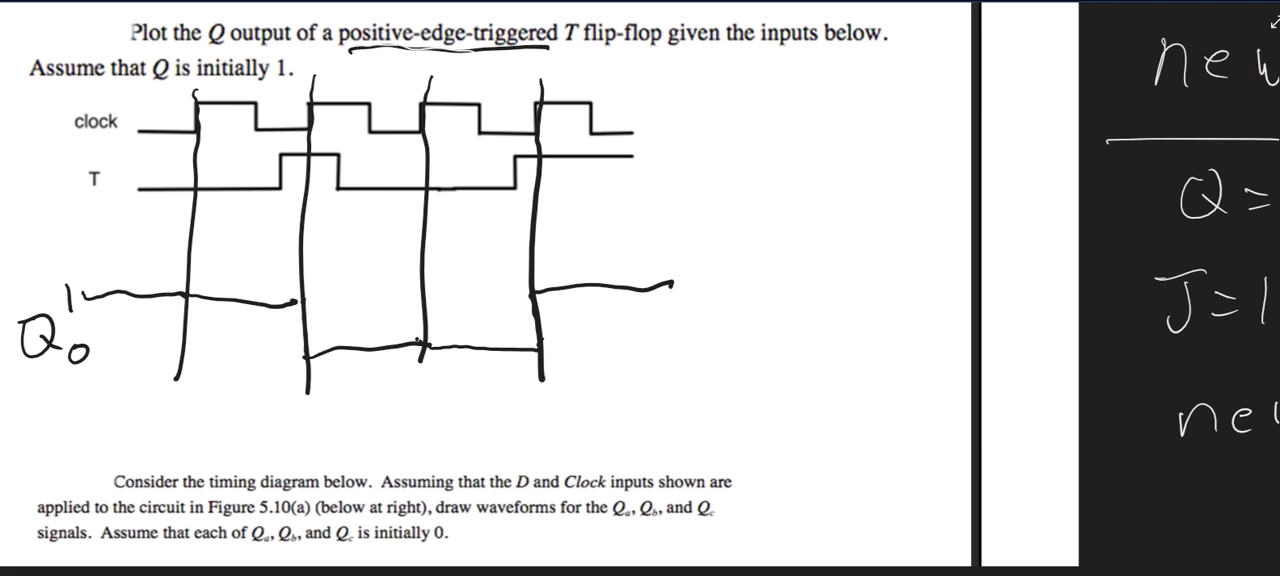 Plot the Q output of a positive-edge-triggered T flip-flop given the inputs below.
Assume that Q is initially 1.
clock
T
1
Q
0
Consider the timing diagram below. Assuming that the D and Clock inputs shown are
applied to the circuit in Figure 5.10(a) (below at right), draw waveforms for the Qa, Qb, and Qc
signals. Assume that each of Qa, Qb, and Qc is initially 0.
new
Q =
J = 1
ne